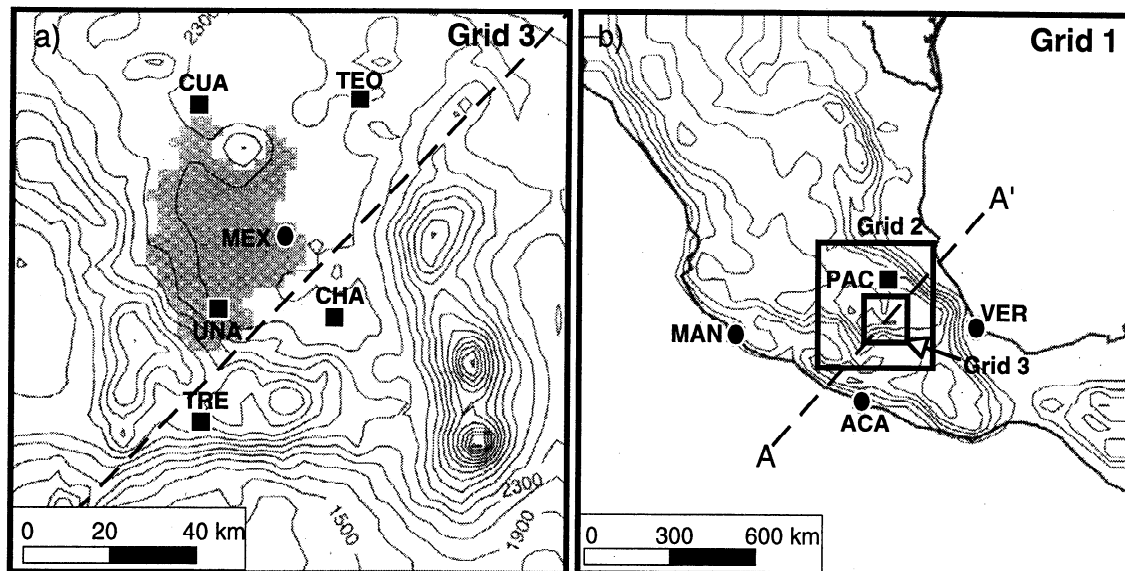 a)
Grid 3
2300
CUA
TEO
MEX
CHA
UNA
TRE
2300
1500
1900
0 20 40 km
b)
Grid 1
A'
Grid 2
PAC
VER
MAN
Grid 3
ACA
A
0 300 600 km